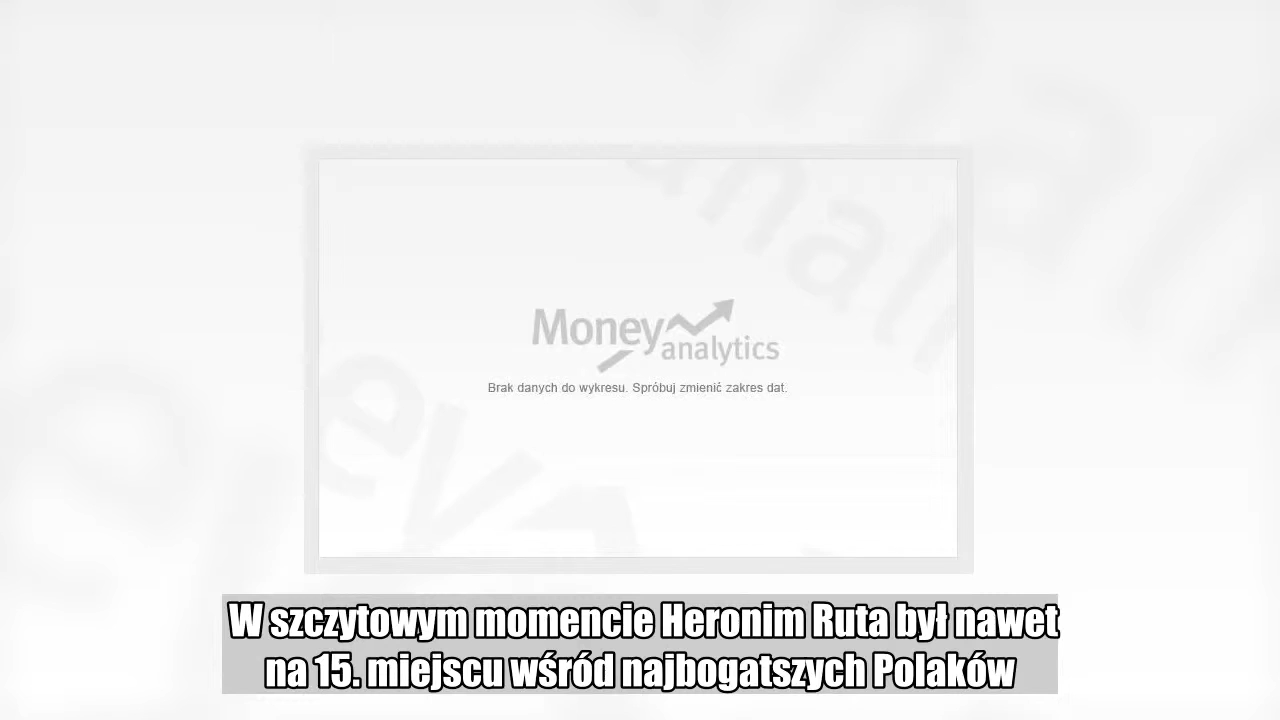 Money
analytics
Brak danych do wykresu. Spróbuj zmienić zakres dat.
W szczytowym momencie Heronim Ruta był nawet
na 15. miejscu wśród najbogatszych Polaków